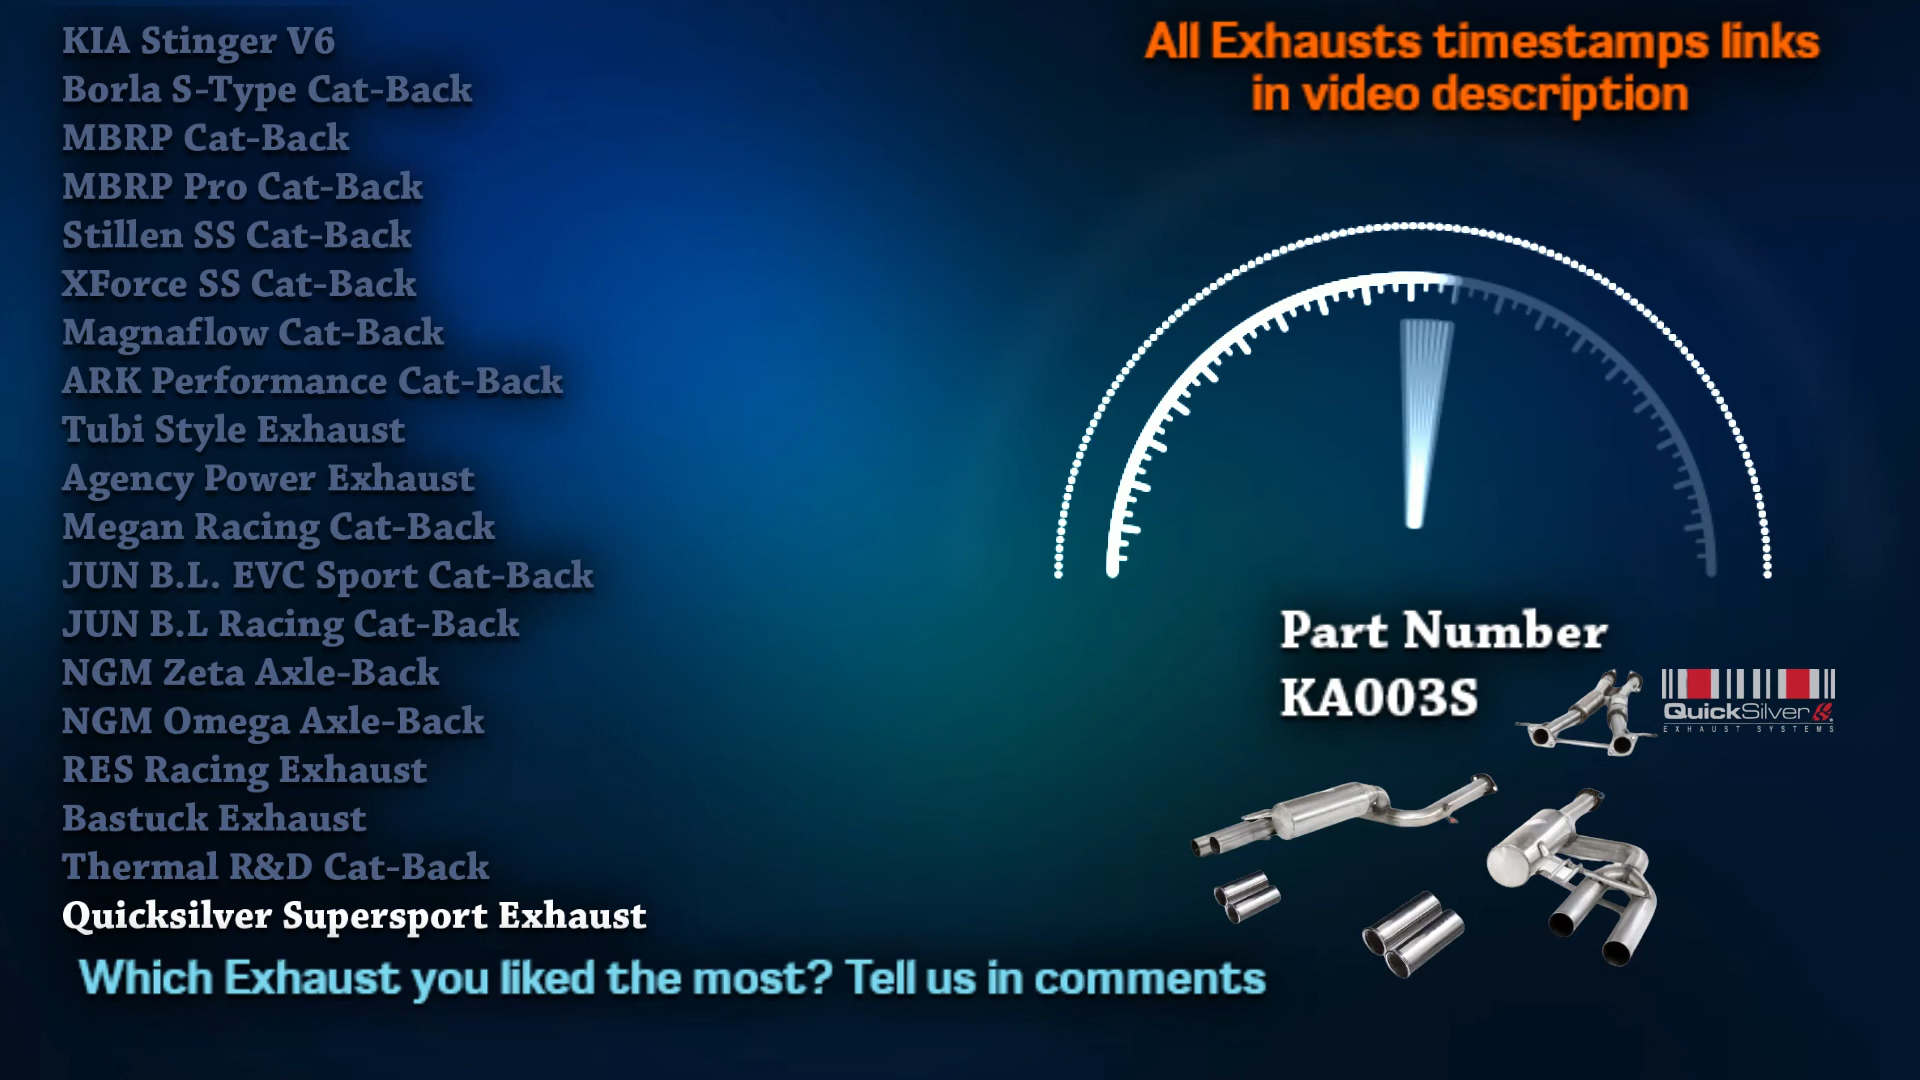 KIA Stinger V6
Borla S-Type Cat-Back
MBRP Cat-Back
MBRP Pro Cat-Back
Stillen SS Cat-Back
XForce SS Cat-Back
Magnaflow Cat-Back
ARK Performance Cat-Back
Tubi Style Exhaust
Agency Power Exhaust
Megan Racing Cat-Back
JUN B.L. EVC Sport Cat-Back
JUN B.L Racing Cat-Back
NGM Zeta Axle-Back
NGM Omega Axle-Back
RES Racing Exhaust
Bastuck Exhaust
Thermal R&D Cat-Back
Quicksilver Supersport Exhaust
Which Exhaust you liked the most? Tell us in comments
All Exhausts timestamps links
in video description
Part Number
KA003S
QuickSilver
EXHAUST SYSTEMS